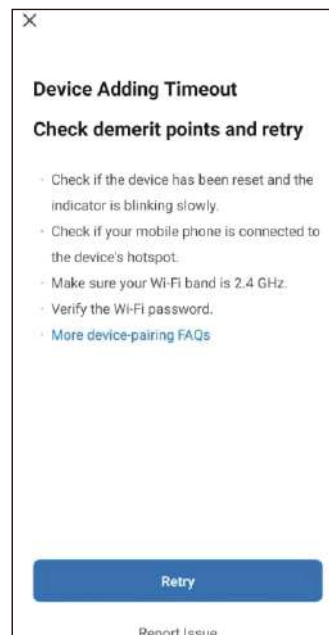 Device Adding Timeout
Check demerit points and retry
Check if the device has been reset and the
indicator is blinking slowly.
Check if your mobile phone is connected to
the device's hotspot.
Make sure your Wi-Fi band is 2.4 GHz.
Verify the Wi-Fi password.
More device-pairing FAQs
Retry
Report Issue